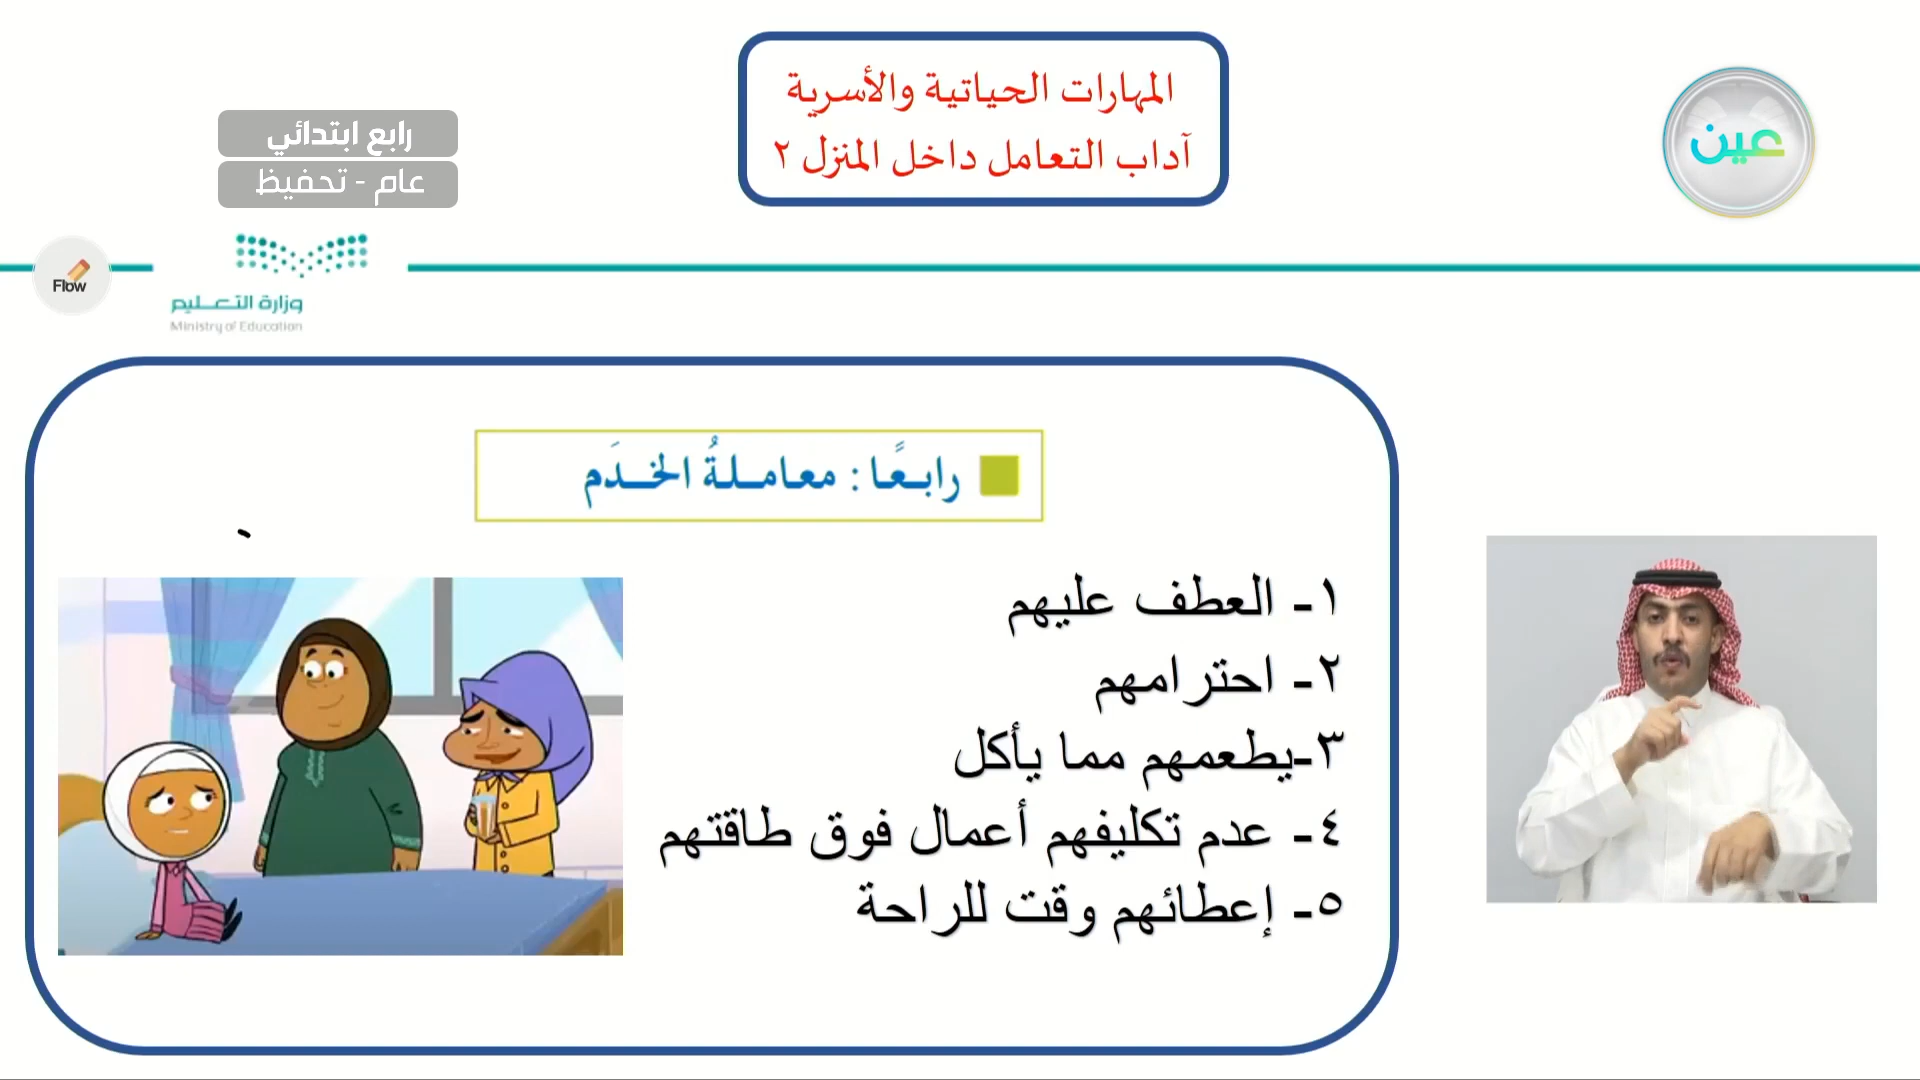 المهارات الحياتية والأسرية
آداب التعامل داخل المنزل ٢
عين
رابع ابتدائي
عام - تحفيظ
Flow
وزارة التعليم
Ministry of Education
رابعًا : معاملةُ الخدَم
١- العطف عليهم
٢- احترامهم
٣-يطعمهم مما يأكل
٤- عدم تكليفهم أعمال فوق طاقتهم
٥- إعطائهم وقت للراحة